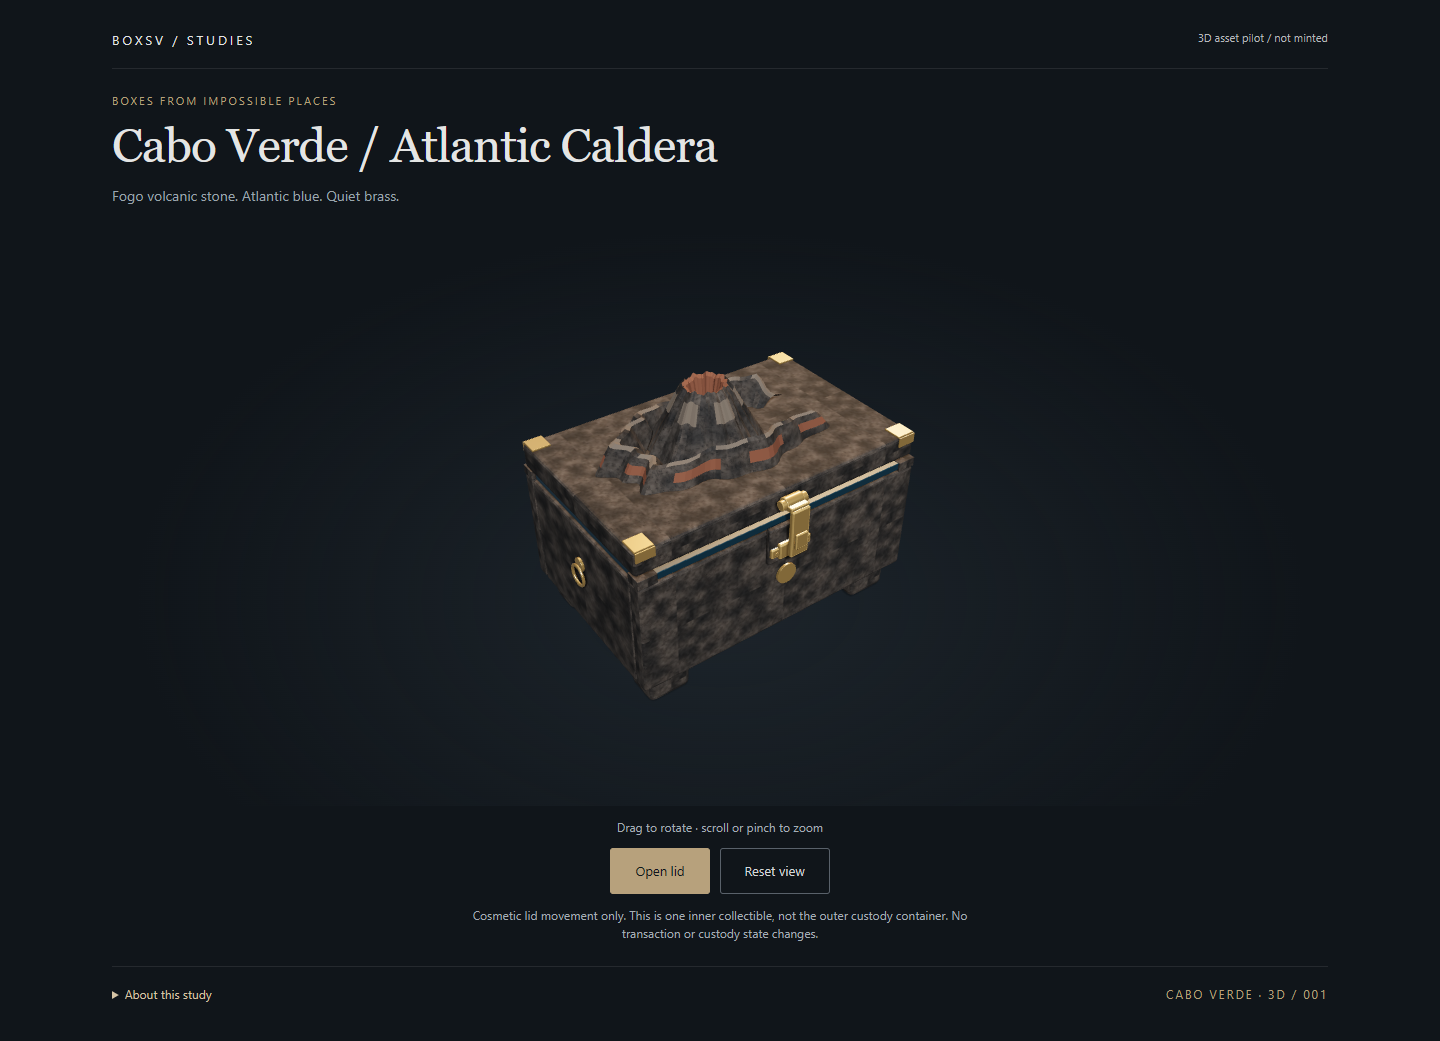 BOXSV / STUDIES
3D asset pilot / not minted
BOXES FROM IMPOSSIBLE PLACES
Cabo Verde / Atlantic Caldera
Fogo volcanic stone. Atlantic blue. Quiet brass.
Drag to rotate · scroll or pinch to zoom
Open lid
Reset view
Cosmetic lid movement only. This is one inner collectible, not the outer custody container. No
transaction or custody state changes.
About this study
CABO VERDE · 3D / 001